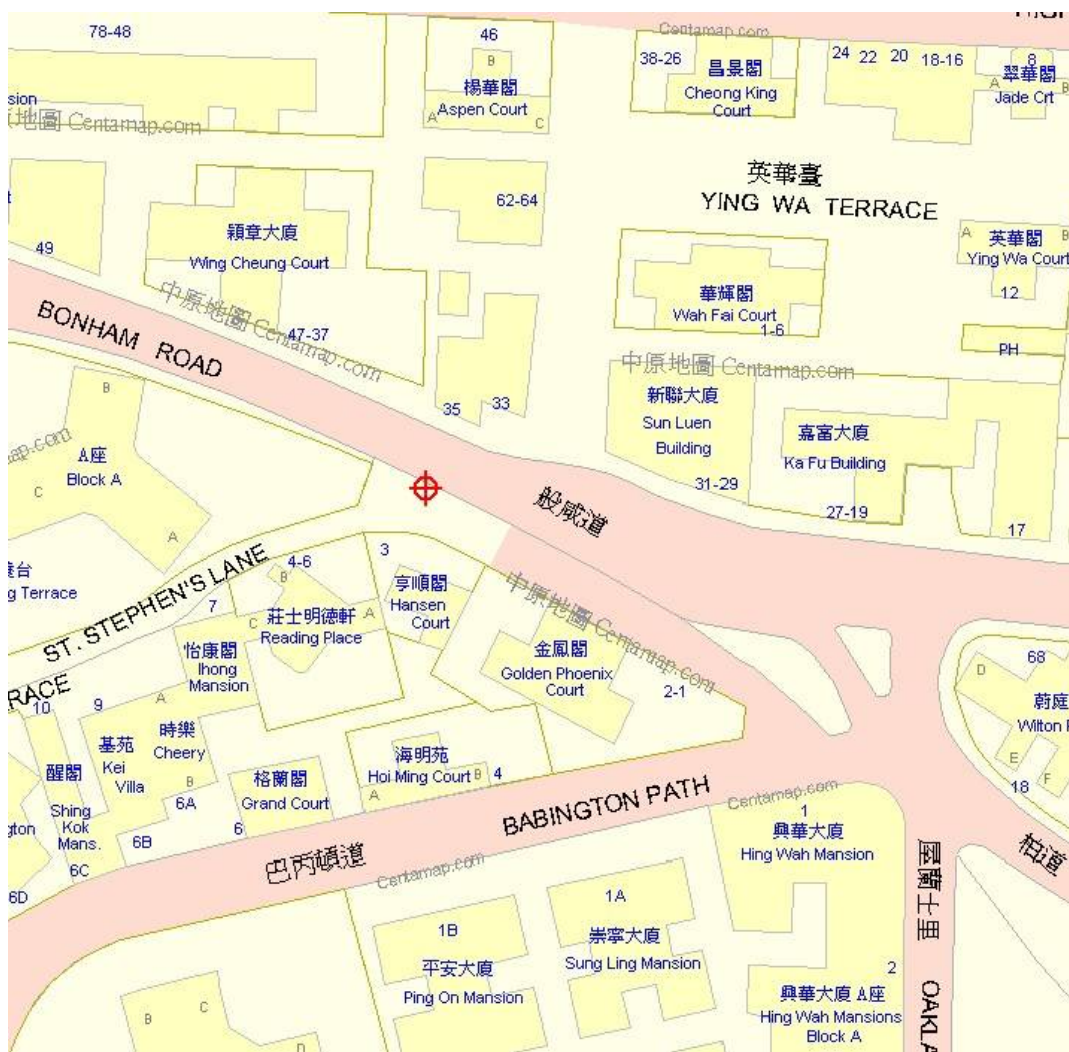 Centamap.com
78-48
46
B
楊華閣
Aspen Court
A
C
38-26
昌景閣
Cheong King
Court
24
22
20
18-16
8
翠華閣
A
B
Jade Crt
sion
地圖 Centamap.com
英華臺
YING WA TERRACE
62-64
穎章大廈
Wing Cheung Court
49
47-37
中原地圖 Centamap.com
BONHAM ROAD
35
33
華輝閣
Wah Fai Court
1-6
A
B
英華閣
Ying Wa Court
12
PH
中原地圖 Centamap.com
新聯大廈
Sun Luen
Building
31-29
嘉富大廈
Ka Fu Building
27-19
17
般咸道
B
A座
Block A
C
A
ap.com
g Terrace
ST. STEPHEN'S LANE
RACE
4-6
B
莊士明德軒
A
C
Reading Place
3
亨順閣
Hansen
Court
7
怡康閣
Ihong
Mansion
中原地圖 Centamap.com
金鳳閣
Golden Phoenix
Court
2-1
68
D
蔚庭
Wilton
E
F
18
10
9
A
基苑
Kei
Villa
時樂
Cheery
B
6A
6B
醒閣
Shing
Kok
Mans.
6C
gton
6D
格蘭閣
Grand Court
6
海明苑
Hoi Ming Court
B
A
4
BABINGTON PATH
巴丙頓道
Centamap.com
Centamap.com
1
興華大廈
Hing Wah Mansion
柏道
屋蘭士里
OAKLA
1A
崇寧大廈
Sung Ling Mansion
1B
平安大廈
Ping On Mansion
2
興華大廈 A座
Hing Wah Mansions
Block A
B
C
D